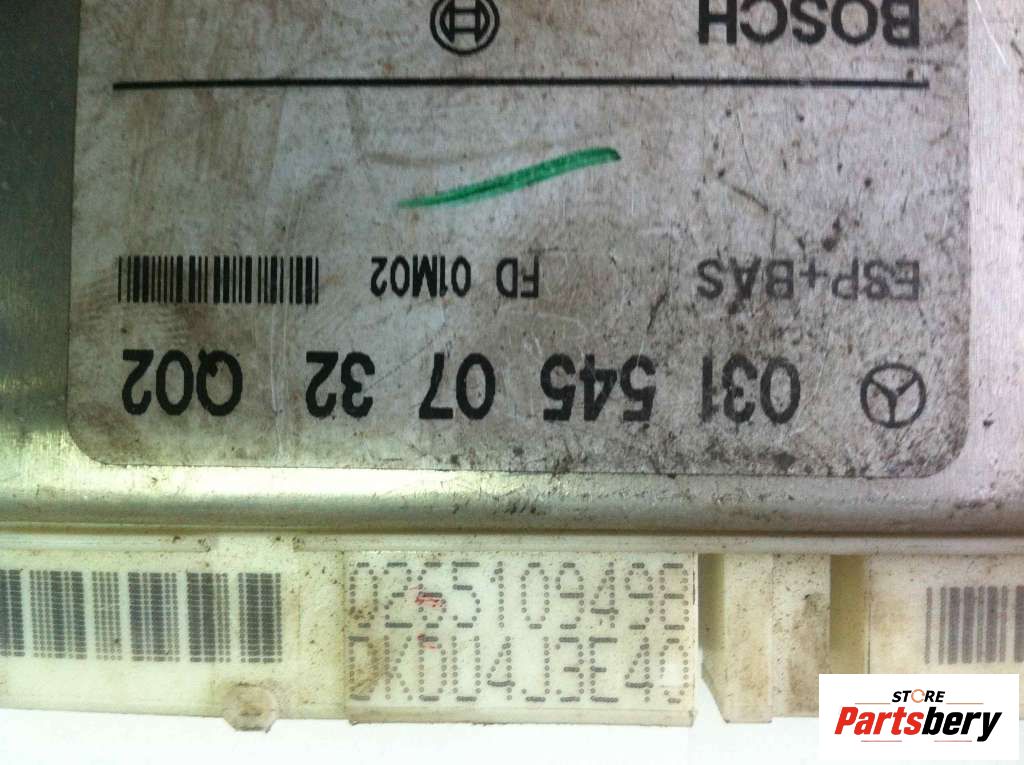 031 545 07 32 Q02
ESP+BAS FD 01M02
BOSCH
0265109498
STORE
Partsbery